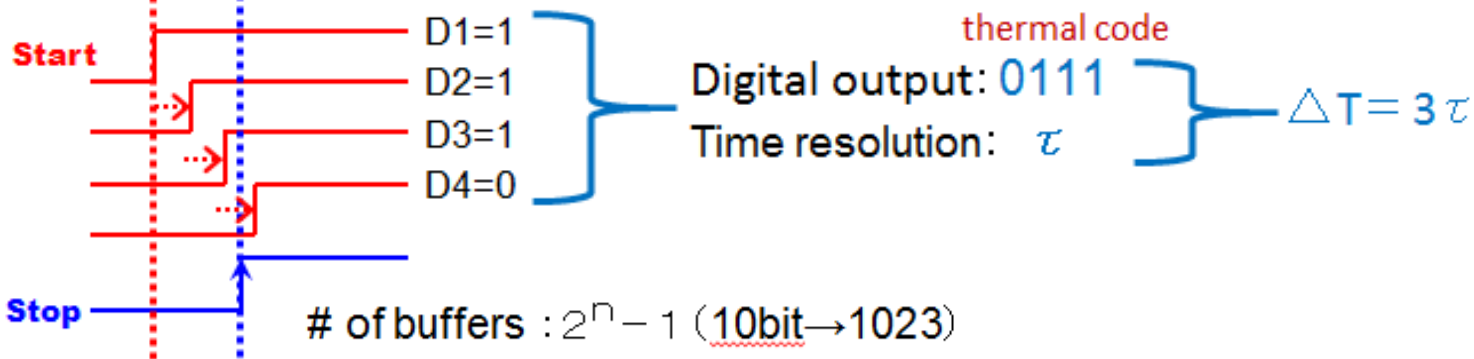 Start
D1=1
D2=1
D3=1
D4=0
thermal code
Digital output: 0111
Time resolution: τ
△T=3τ
Stop
# of buffers :2ⁿ-1(10bit→1023)